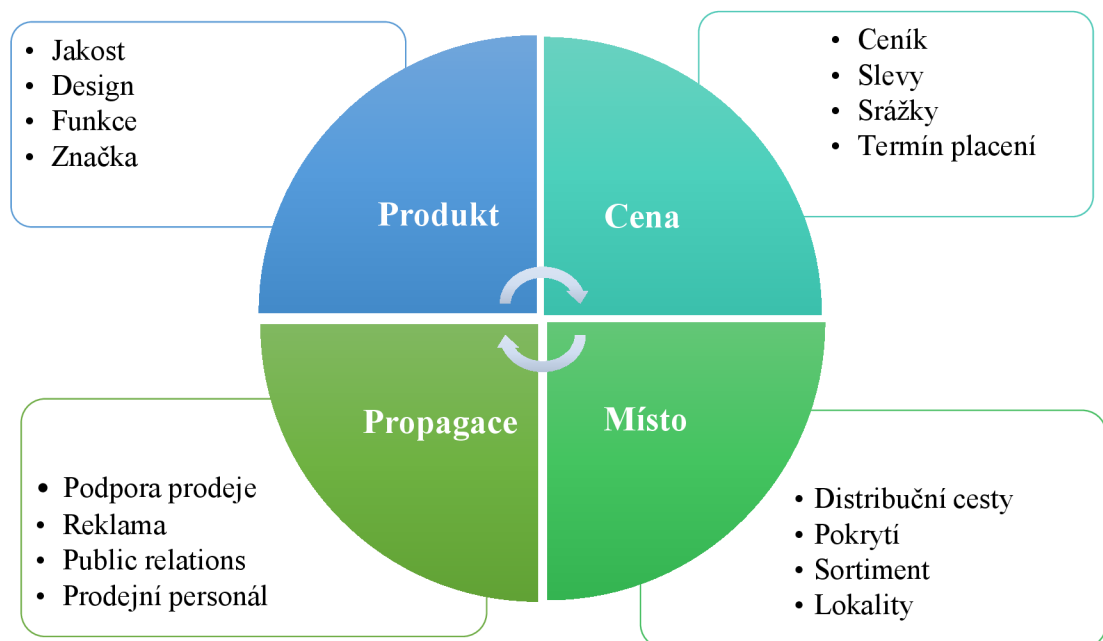 Jakost
Design
Funkce
Značka
Ceník
Slevy
Srážky
Termín placení
Produkt
Cena
Propagace
Místo
Podpora prodeje
Reklama
Public relations
Prodejní personál
Distribuční cesty
Pokrytí
Sortiment
Lokality